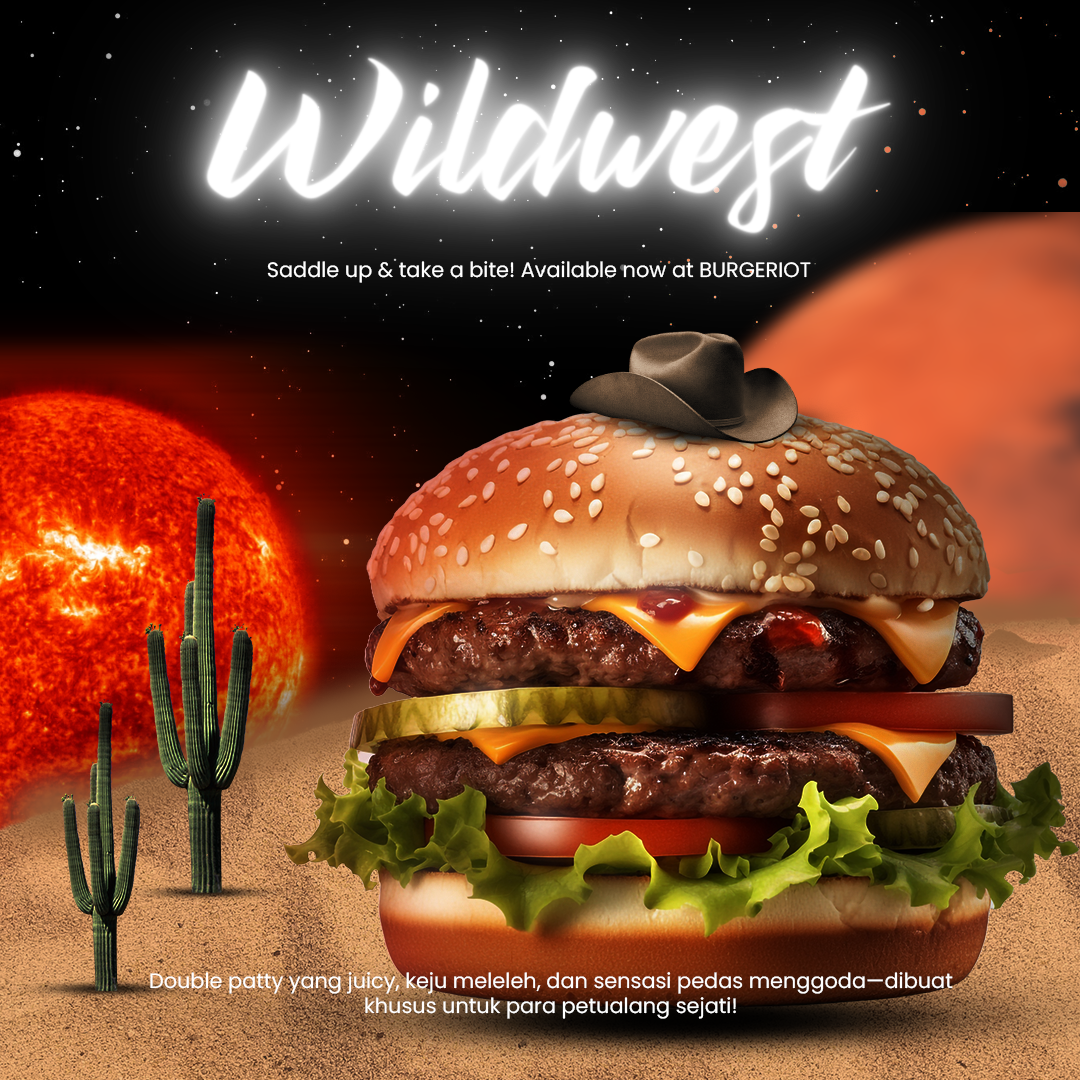 Wildwest
Saddle up & take a bite! Available now at BURGERIOT
Double patty yang juicy, keju meleleh, dan sensasi pedas menggoda—dibuat
khusus untuk para petualang sejati!